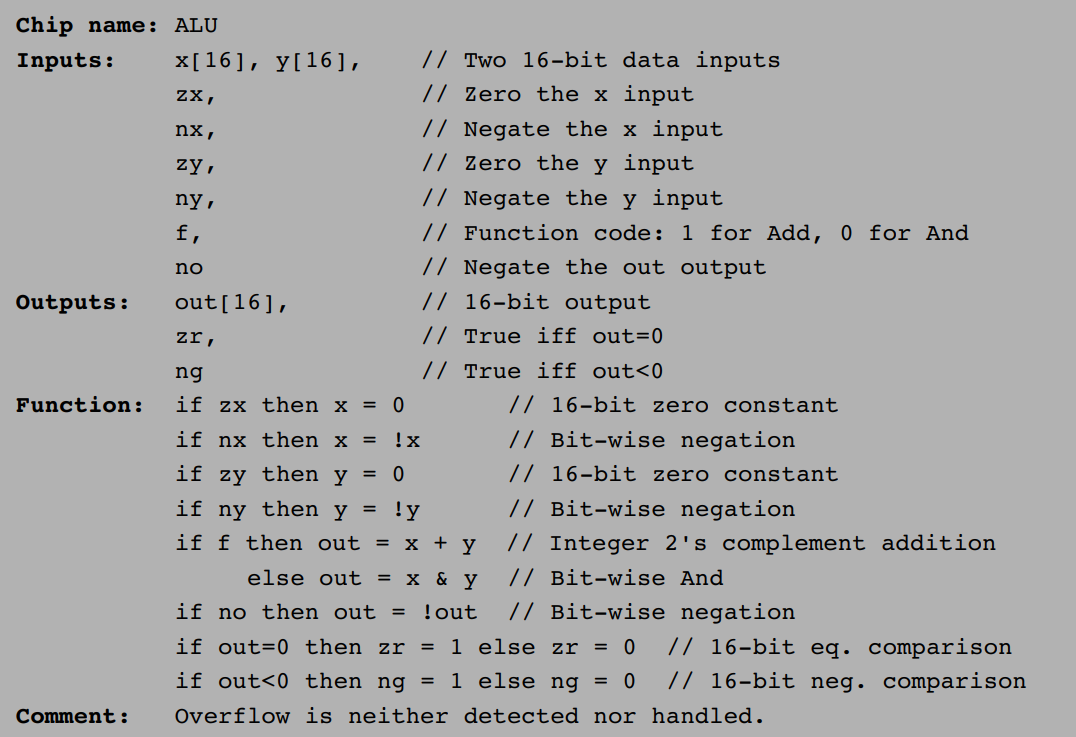 Chip name: ALU
Inputs: x[16], y[16], // Two 16-bit data inputs
zx, // Zero the x input
nx, // Negate the x input
zy, // Zero the y input
ny, // Negate the y input
f, // Function code: 1 for Add, 0 for And
no // Negate the out output
Outputs: out[16], // 16-bit output
zr, // True iff out=0
ng // True iff out<0
Function: if zx then x = 0 // 16-bit zero constant
if nx then x = !x // Bit-wise negation
if zy then y = 0 // 16-bit zero constant
if ny then y = !y // Bit-wise negation
if f then out = x + y // Integer 2's complement addition
else out = x & y // Bit-wise And
if no then out = !out // Bit-wise negation
if out=0 then zr = 1 else zr = 0 // 16-bit eq. comparison
if out<0 then ng = 1 else ng = 0 // 16-bit neg. comparison
Comment: Overflow is neither detected nor handled.